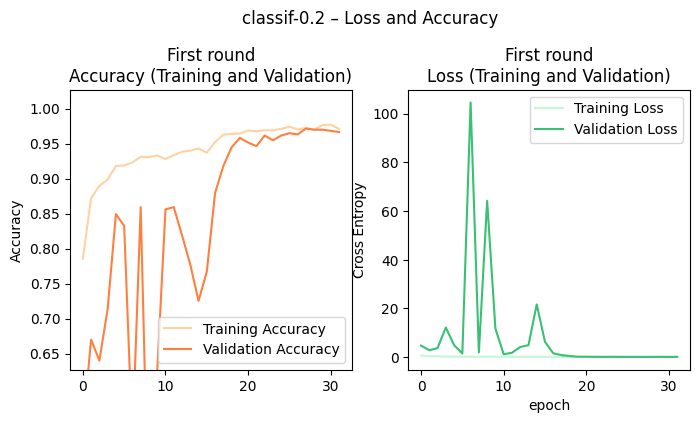 classif-0.2 – Loss and Accuracy
First round
Accuracy (Training and Validation)
Accuracy
1.00
0.95
0.90
0.85
0.80
0.75
0.70
0.65
0
10
20
30
Training Accuracy
Validation Accuracy
First round
Loss (Training and Validation)
Cross Entropy
100
80
60
40
20
0
0
10
20
30
epoch
Training Loss
Validation Loss